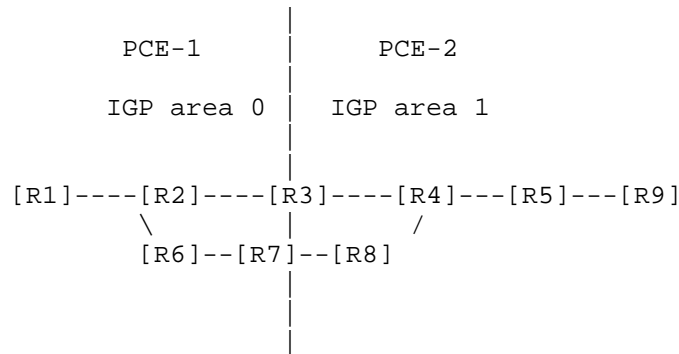 PCE-1 PCE-2
IGP area 0 IGP area 1
[R1]----[R2]----[R3]----[R4]---[R5]---[R9]
[R6]--[R7]--[R8]